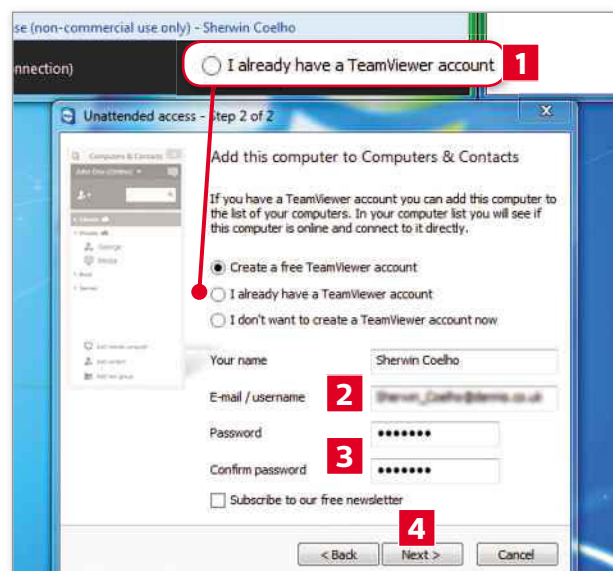 se (non-commercial use only) - Sherwin Coelho
nnection)
I already have a TeamViewer account
1
Unattended access - Step 2 of 2
x
Computers & Contacts
Add this computer to Computers & Contacts
If you have a TeamViewer account you can add this computer to
the list of your computers. In your computer list you will see if
this computer is online and connect to it directly.
George
Media
Create a free TeamViewer account
I already have a TeamViewer account
I don't want to create a TeamViewer account now
Your name
Sherwin Coelho
E-mail / username
2
Password
3
Confirm password
Subscribe to our free newsletter
4
< Back
Next >
Cancel